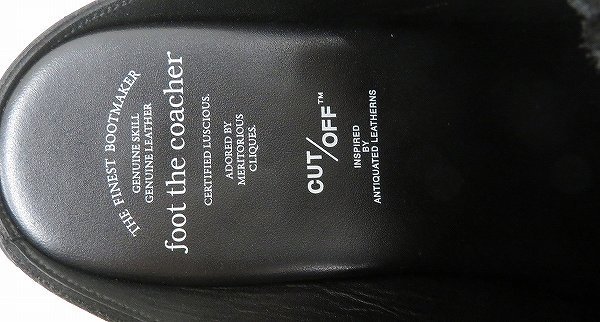 THE FINEST BOOTMAKER
GENUINE SKILL
GENUINE LEATHER
foot the coacher
CERTIFIED LUSCIOUS.
ADORED BY
MERITORIOUS
CLIQUES.
CUT/OFF™
INSPIRED
BY
ANTIQUATED LEATHERNS